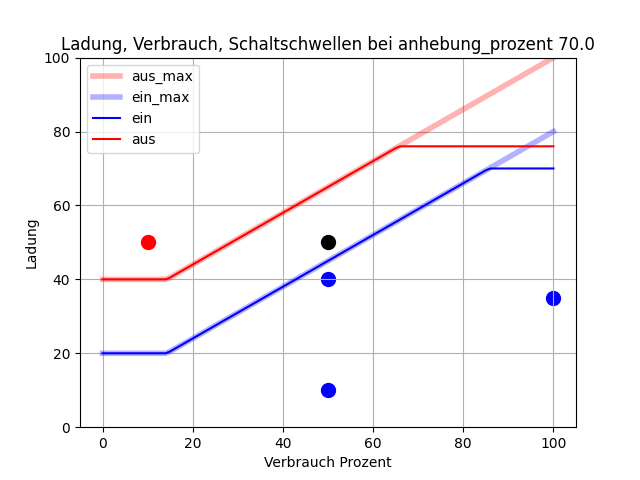 Ladung, Verbrauch, Schaltschwellen bei anhebung_prozent 70.0
aus_max
ein_max
ein
aus
Ladung
100
80
60
40
20
0
0 20 40 60 80 100
Verbrauch Prozent